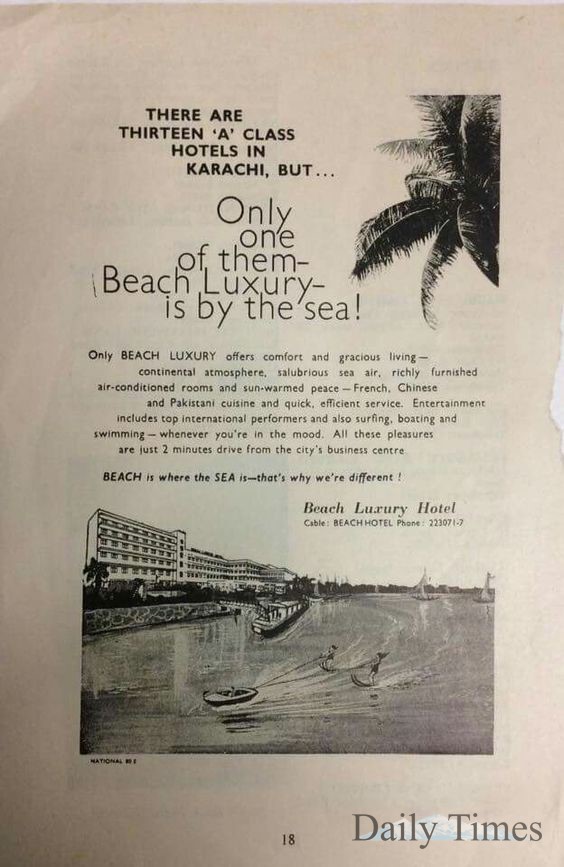 THERE ARE
THIRTEEN ‘A’ CLASS
HOTELS IN
KARACHI, BUT...
Only
one
of them–
Beach Luxury–
is by the sea!
Only BEACH LUXURY offers comfort and gracious living—
continental atmosphere, salubrious sea air, richly furnished
air-conditioned rooms and sun-warmed peace — French, Chinese
and Pakistani cuisine and quick, efficient service. Entertainment
includes top international performers and also surfing, boating and
swimming — whenever you're in the mood. All these pleasures
are just 2 minutes drive from the city's business centre
BEACH is where the SEA is—that's why we're different !
Beach Luxury Hotel
Cable: BEACH HOTEL Phone: 223071-7
NATIONAL 80 E
18
Daily Times